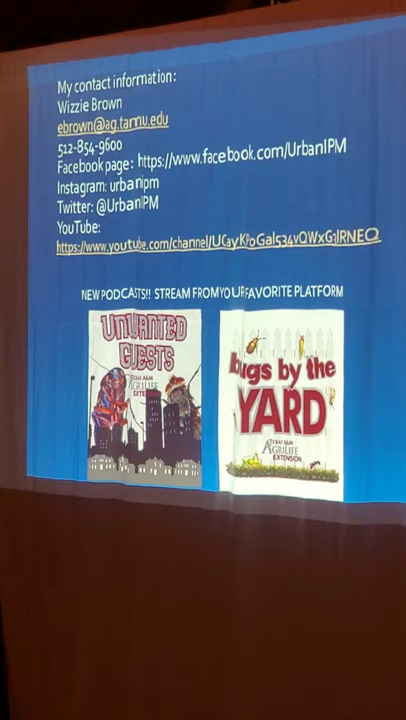 My contact information:
Wizzie Brown
ebrown@ag.tamu.edu
512-854-9600
Facebook page: https://www.facebook.com/UrbanIPM
Instagram: urbanipm
Twitter: @UrbanIPM
YouTube:
NEW PODCASTS!! STREAM FROM YOUR FAVORITE PLATFORM
UNWANTED
GUESTS
TEXAS A&M
AGRILIFE
EXTE
bugs by the
YARD
TEXAS A&M
AGRILIFE
EXTENSION